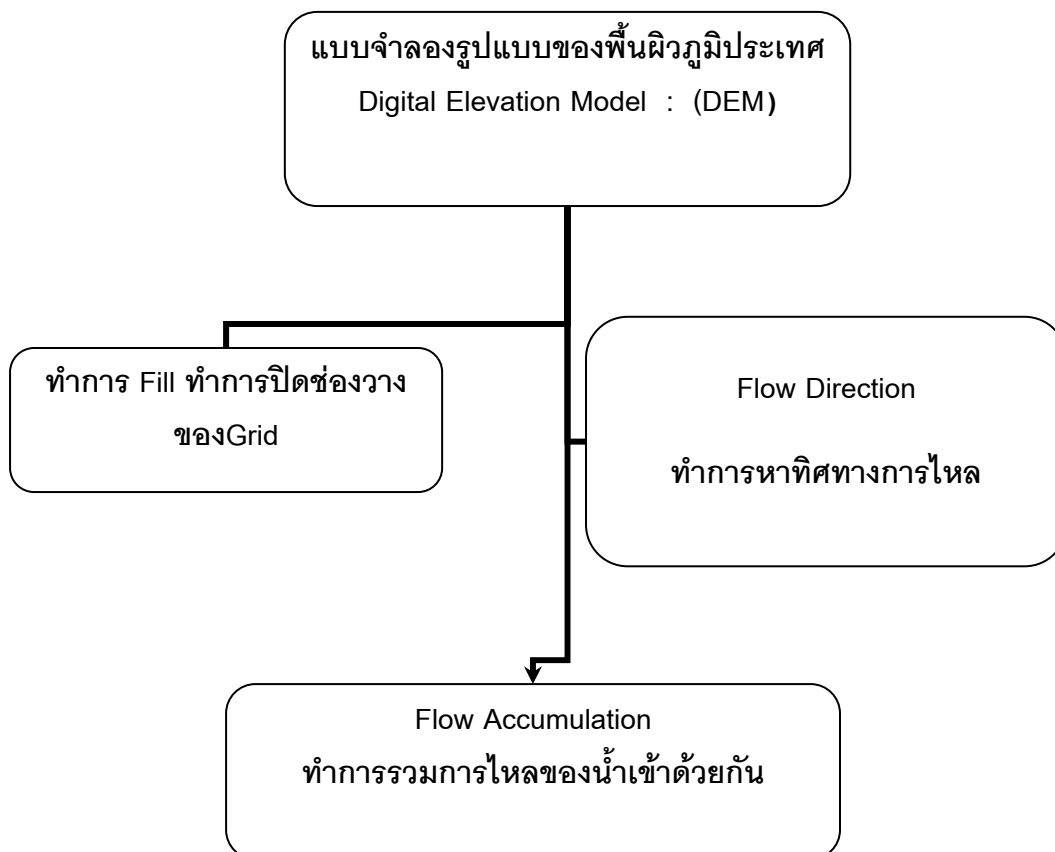 แบบจำลองรูปแบบของพื้นผิวภูมิประเทศ
Digital Elevation Model : (DEM)
ทำการ Fill ทำการปิดช่องวาง
ของGrid
Flow Direction
ทำการหาทิศทางการไหล
Flow Accumulation
ทำการรวมการไหลของน้ำเข้าด้วยกัน